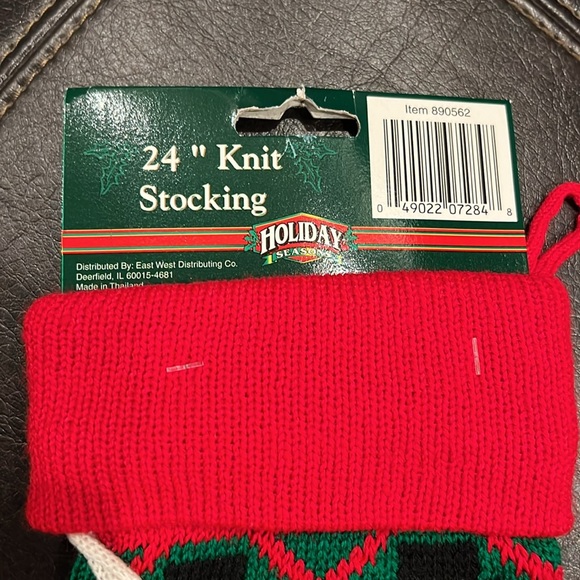 Item 890562
24 " Knit
Stocking
0 49022 07284 8
HOLIDAY
SEASONS
Distributed By: East West Distributing Co.
Deerfield, IL 60015-4681
Made in Thailand